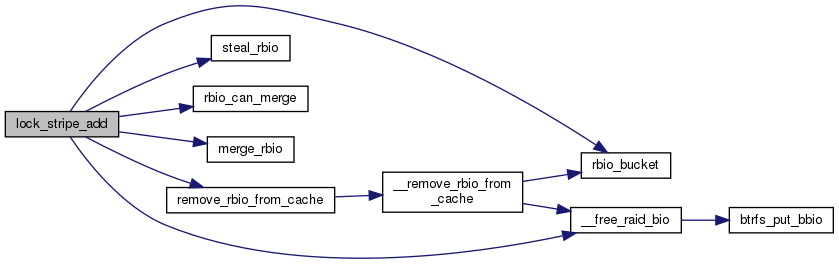 steal_rbio
rbio_can_merge
lock_stripe_add
merge_rbio
rbio_bucket
remove_rbio_from_cache
__remove_rbio_from
_cache
__free_raid_bio
btrfs_put_bbio